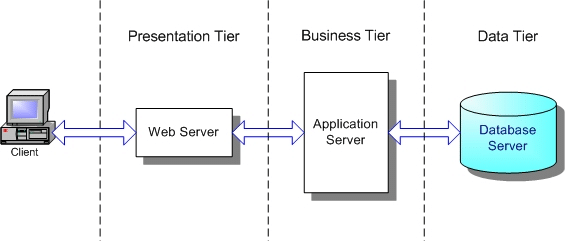 Presentation Tier
Business Tier
Data Tier
Client
Web Server
Application
Server
Database
Server